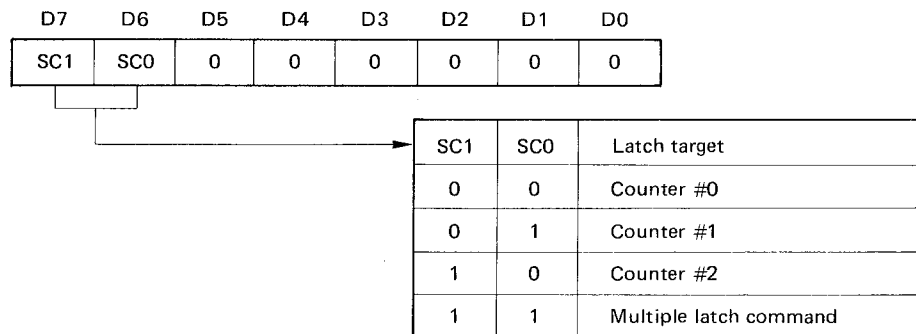 D7 D6 D5 D4 D3 D2 D1 D0
SC1 SC0 0 0 0 0 0 0
SC1 SC0 Latch target
0 0 Counter #0
0 1 Counter #1
1 0 Counter #2
1 1 Multiple latch command